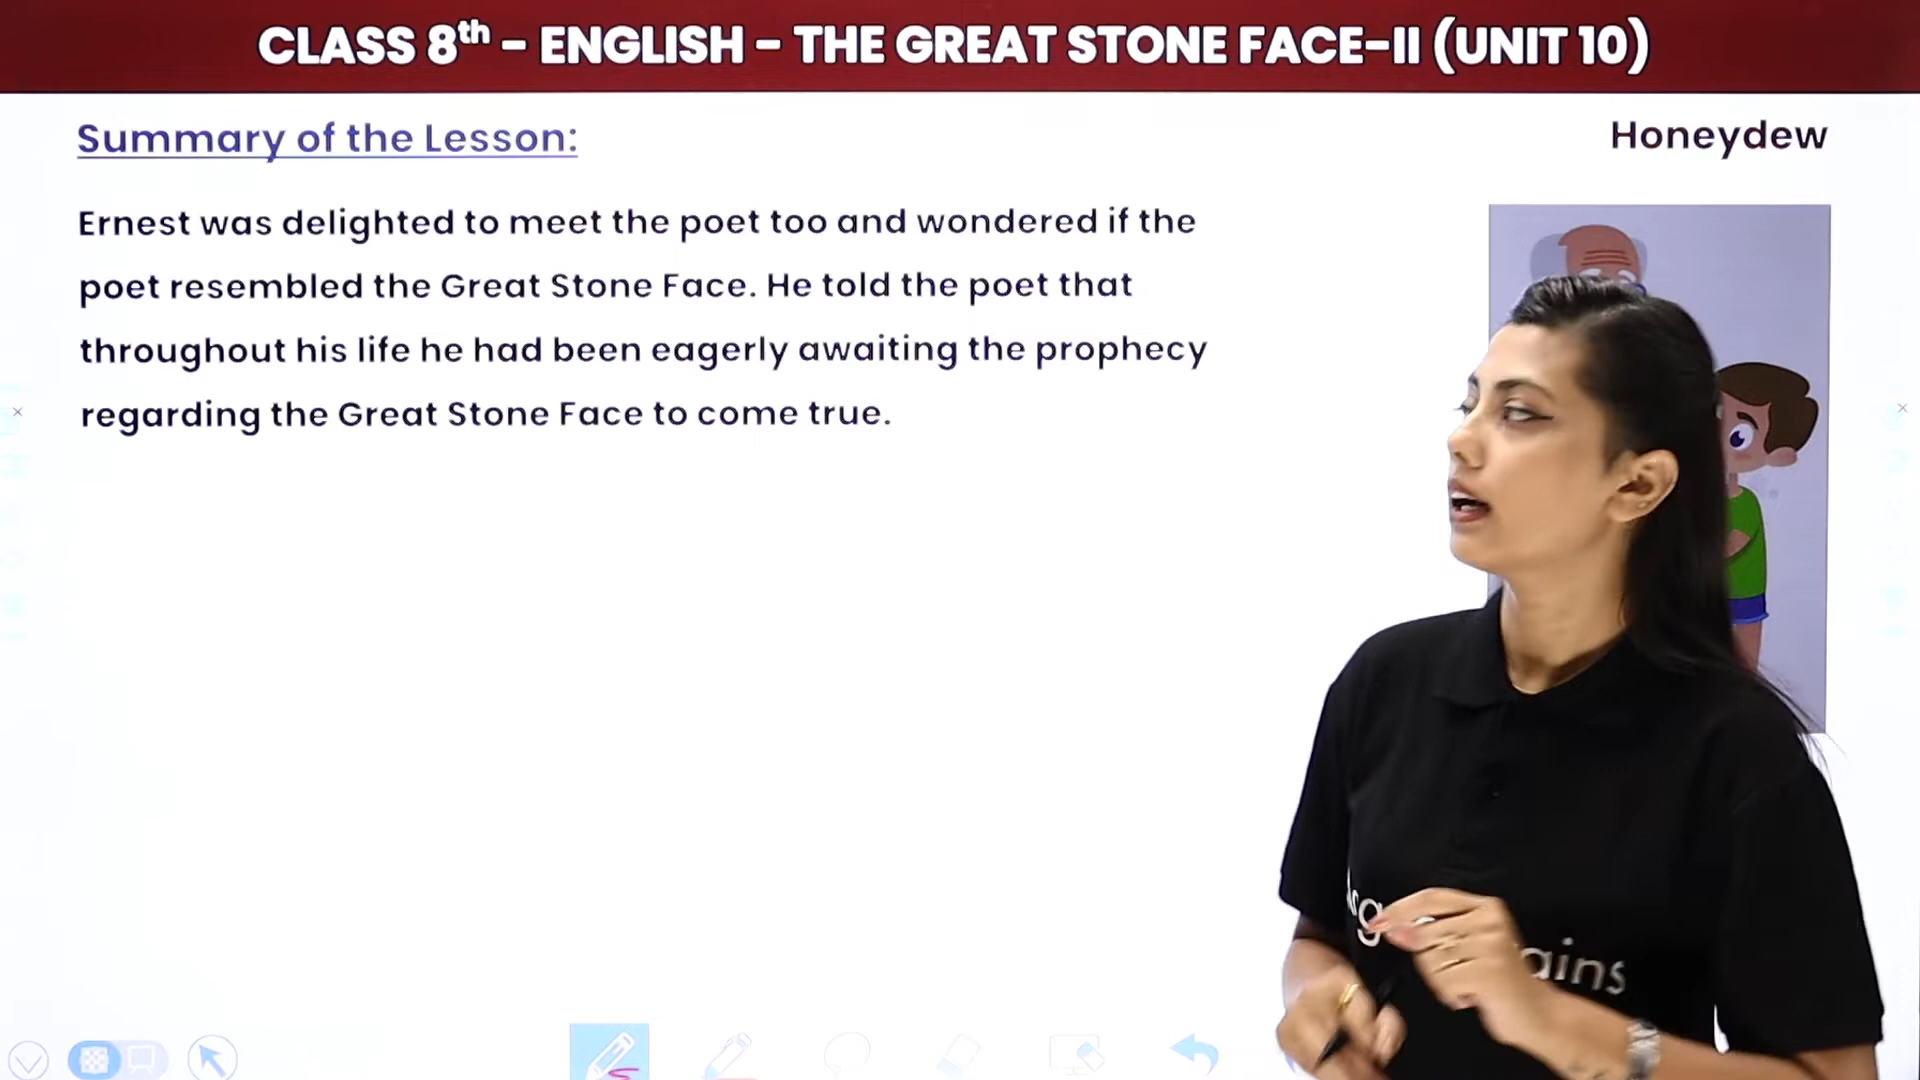 CLASS 8th - ENGLISH - THE GREAT STONE FACE-II (UNIT 10)
Summary of the Lesson:
Honeydew
Ernest was delighted to meet the poet too and wondered if the
poet resembled the Great Stone Face. He told the poet that
throughout his life he had been eagerly awaiting the prophecy
regarding the Great Stone Face to come true.